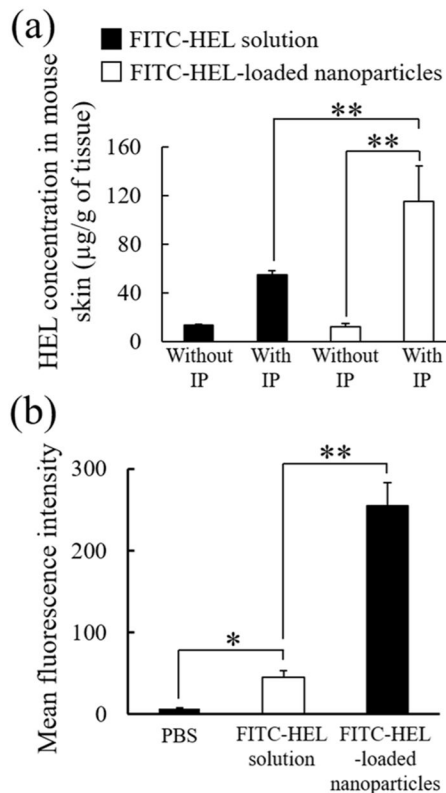 (a)
FITC-HEL solution
FITC-HEL-loaded nanoparticles
HEL concentration in mouse
skin (μg/g of tissue)
160
120
80
40
0
**
**
Without
IP
With
IP
Without
IP
With
IP
(b)
Mean fluorescence intensity
300
200
100
0
*
**
PBS
FITC-HEL
solution
FITC-HEL
-loaded
nanoparticles